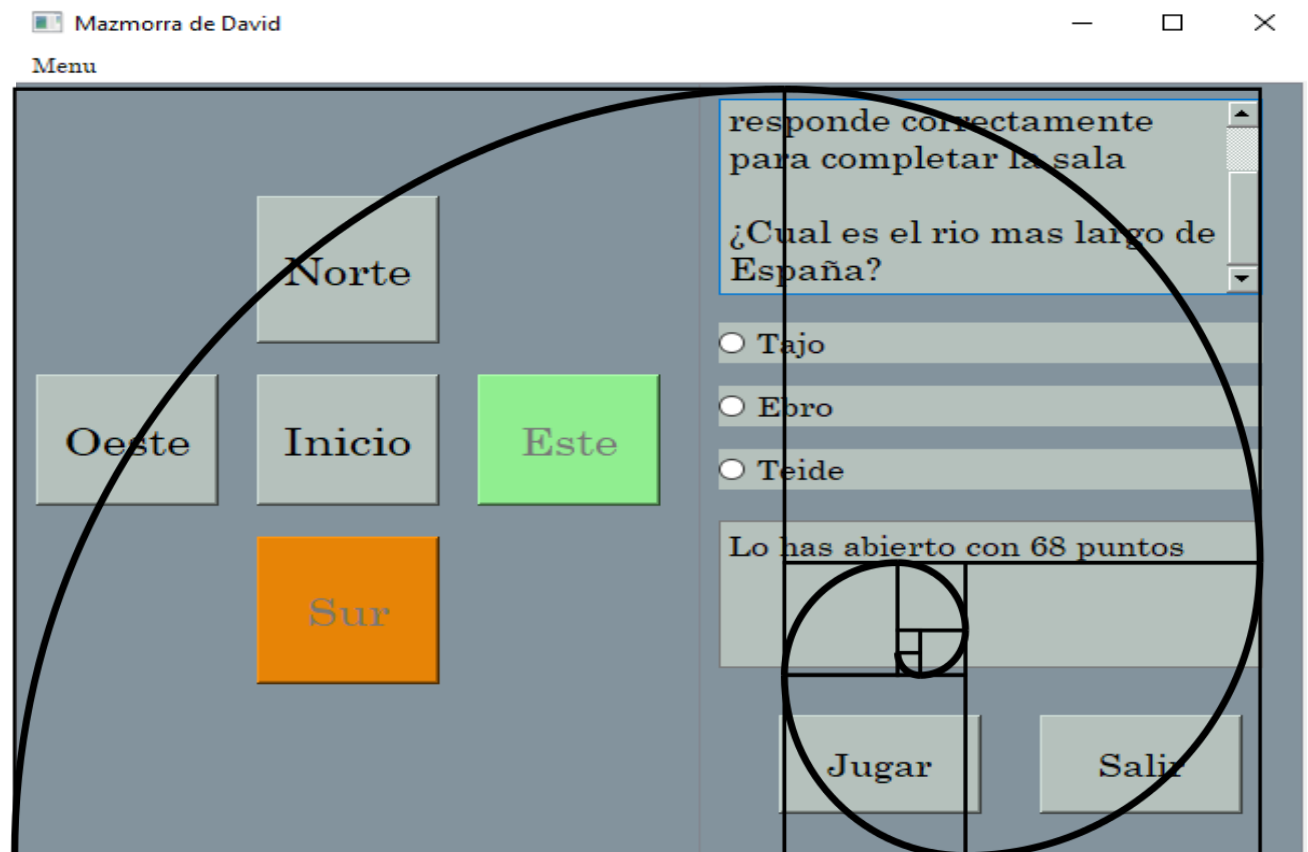 Mazmorra de David
Menu
Norte
Oeste
Inicio
Este
Sur
responde correctamente
para completar la sala
¿Cual es el rio mas largo de
España?
Tajo
Ebro
Teide
Lo has abierto con 68 puntos
Jugar
Salir